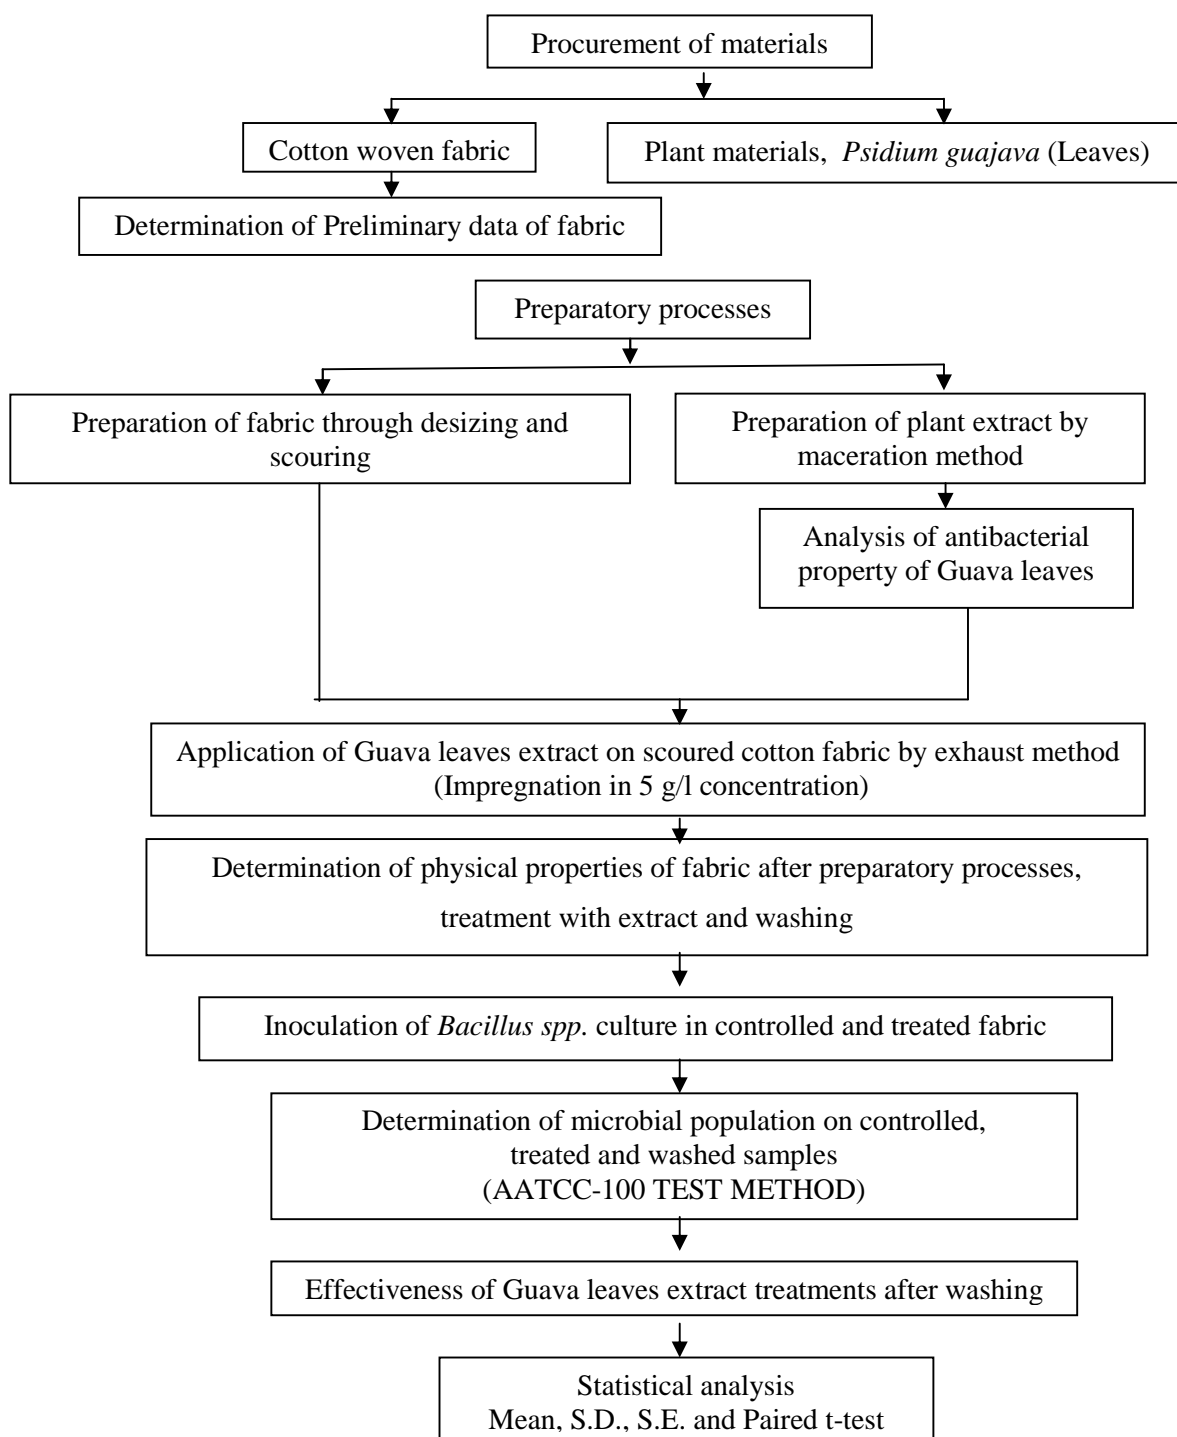 Procurement of materials
Cotton woven fabric
Plant materials, Psidium guajava (Leaves)
Determination of Preliminary data of fabric
Preparatory processes
Preparation of fabric through desizing and
scouring
Preparation of plant extract by
maceration method
Analysis of antibacterial
property of Guava leaves
Application of Guava leaves extract on scoured cotton fabric by exhaust method
(Impregnation in 5 g/l concentration)
Determination of physical properties of fabric after preparatory processes,
treatment with extract and washing
Inoculation of Bacillus spp. culture in controlled and treated fabric
Determination of microbial population on controlled,
treated and washed samples
(AATCC-100 TEST METHOD)
Effectiveness of Guava leaves extract treatments after washing
Statistical analysis
Mean, S.D., S.E. and Paired t-test